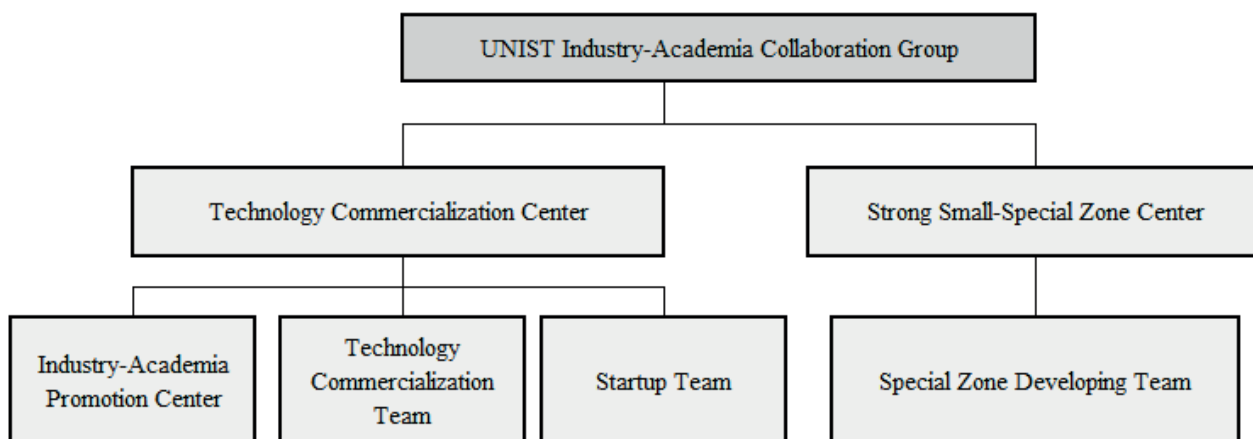 UNIST Industry-Academia Collaboration Group
Technology Commercialization Center
Strong Small-Special Zone Center
Industry-Academia
Promotion Center
Technology
Commercialization
Team
Startup Team
Special Zone Developing Team